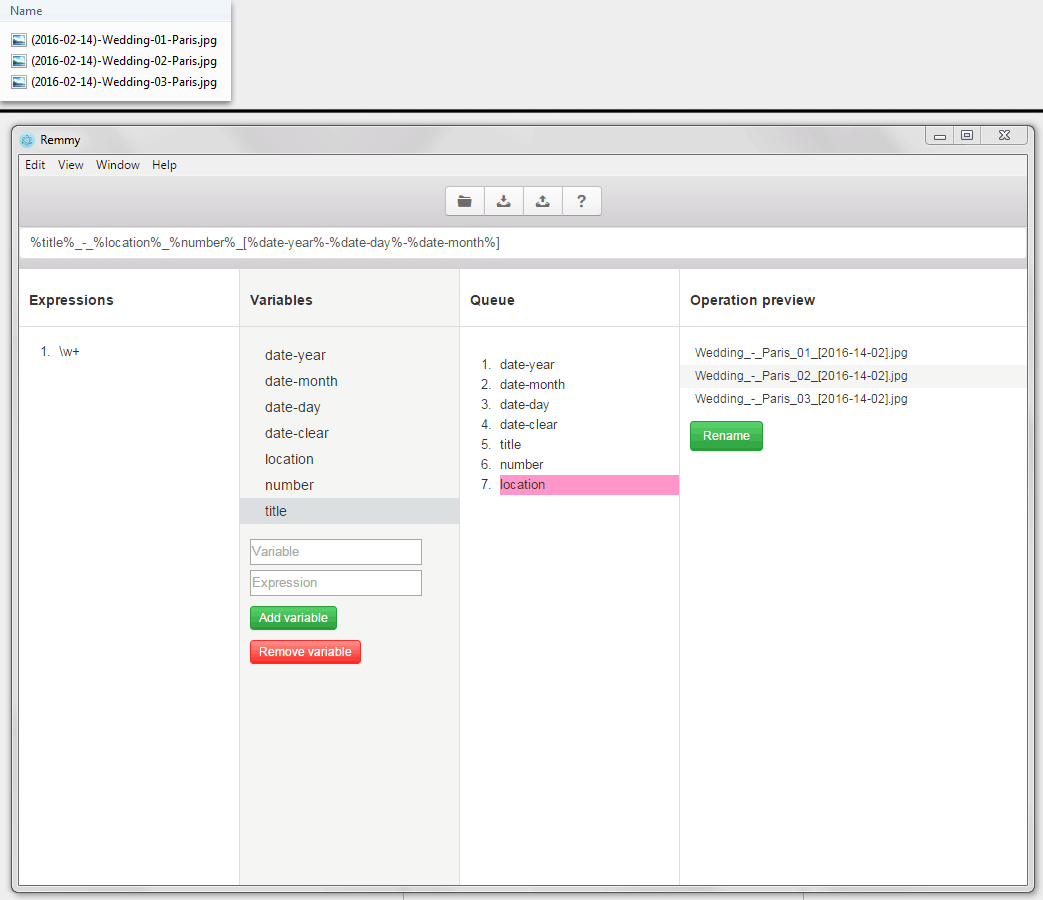 Name
(2016-02-14)-Wedding-01-Paris.jpg
(2016-02-14)-Wedding-02-Paris.jpg
(2016-02-14)-Wedding-03-Paris.jpg
Remmy
Edit View Window Help
?
%title%_-_%location%_%number%_[%date-year%-%date-day%-%date-month%]
Expressions
1. \w+
Variables
date-year
date-month
date-day
date-clear
location
number
title
Variable
Expression
Add variable
Remove variable
Queue
1. date-year
2. date-month
3. date-day
4. date-clear
5. title
6. number
7. location
Operation preview
Wedding_-_Paris_01_[2016-14-02].jpg
Wedding_-_Paris_02_[2016-14-02].jpg
Wedding_-_Paris_03_[2016-14-02].jpg
Rename